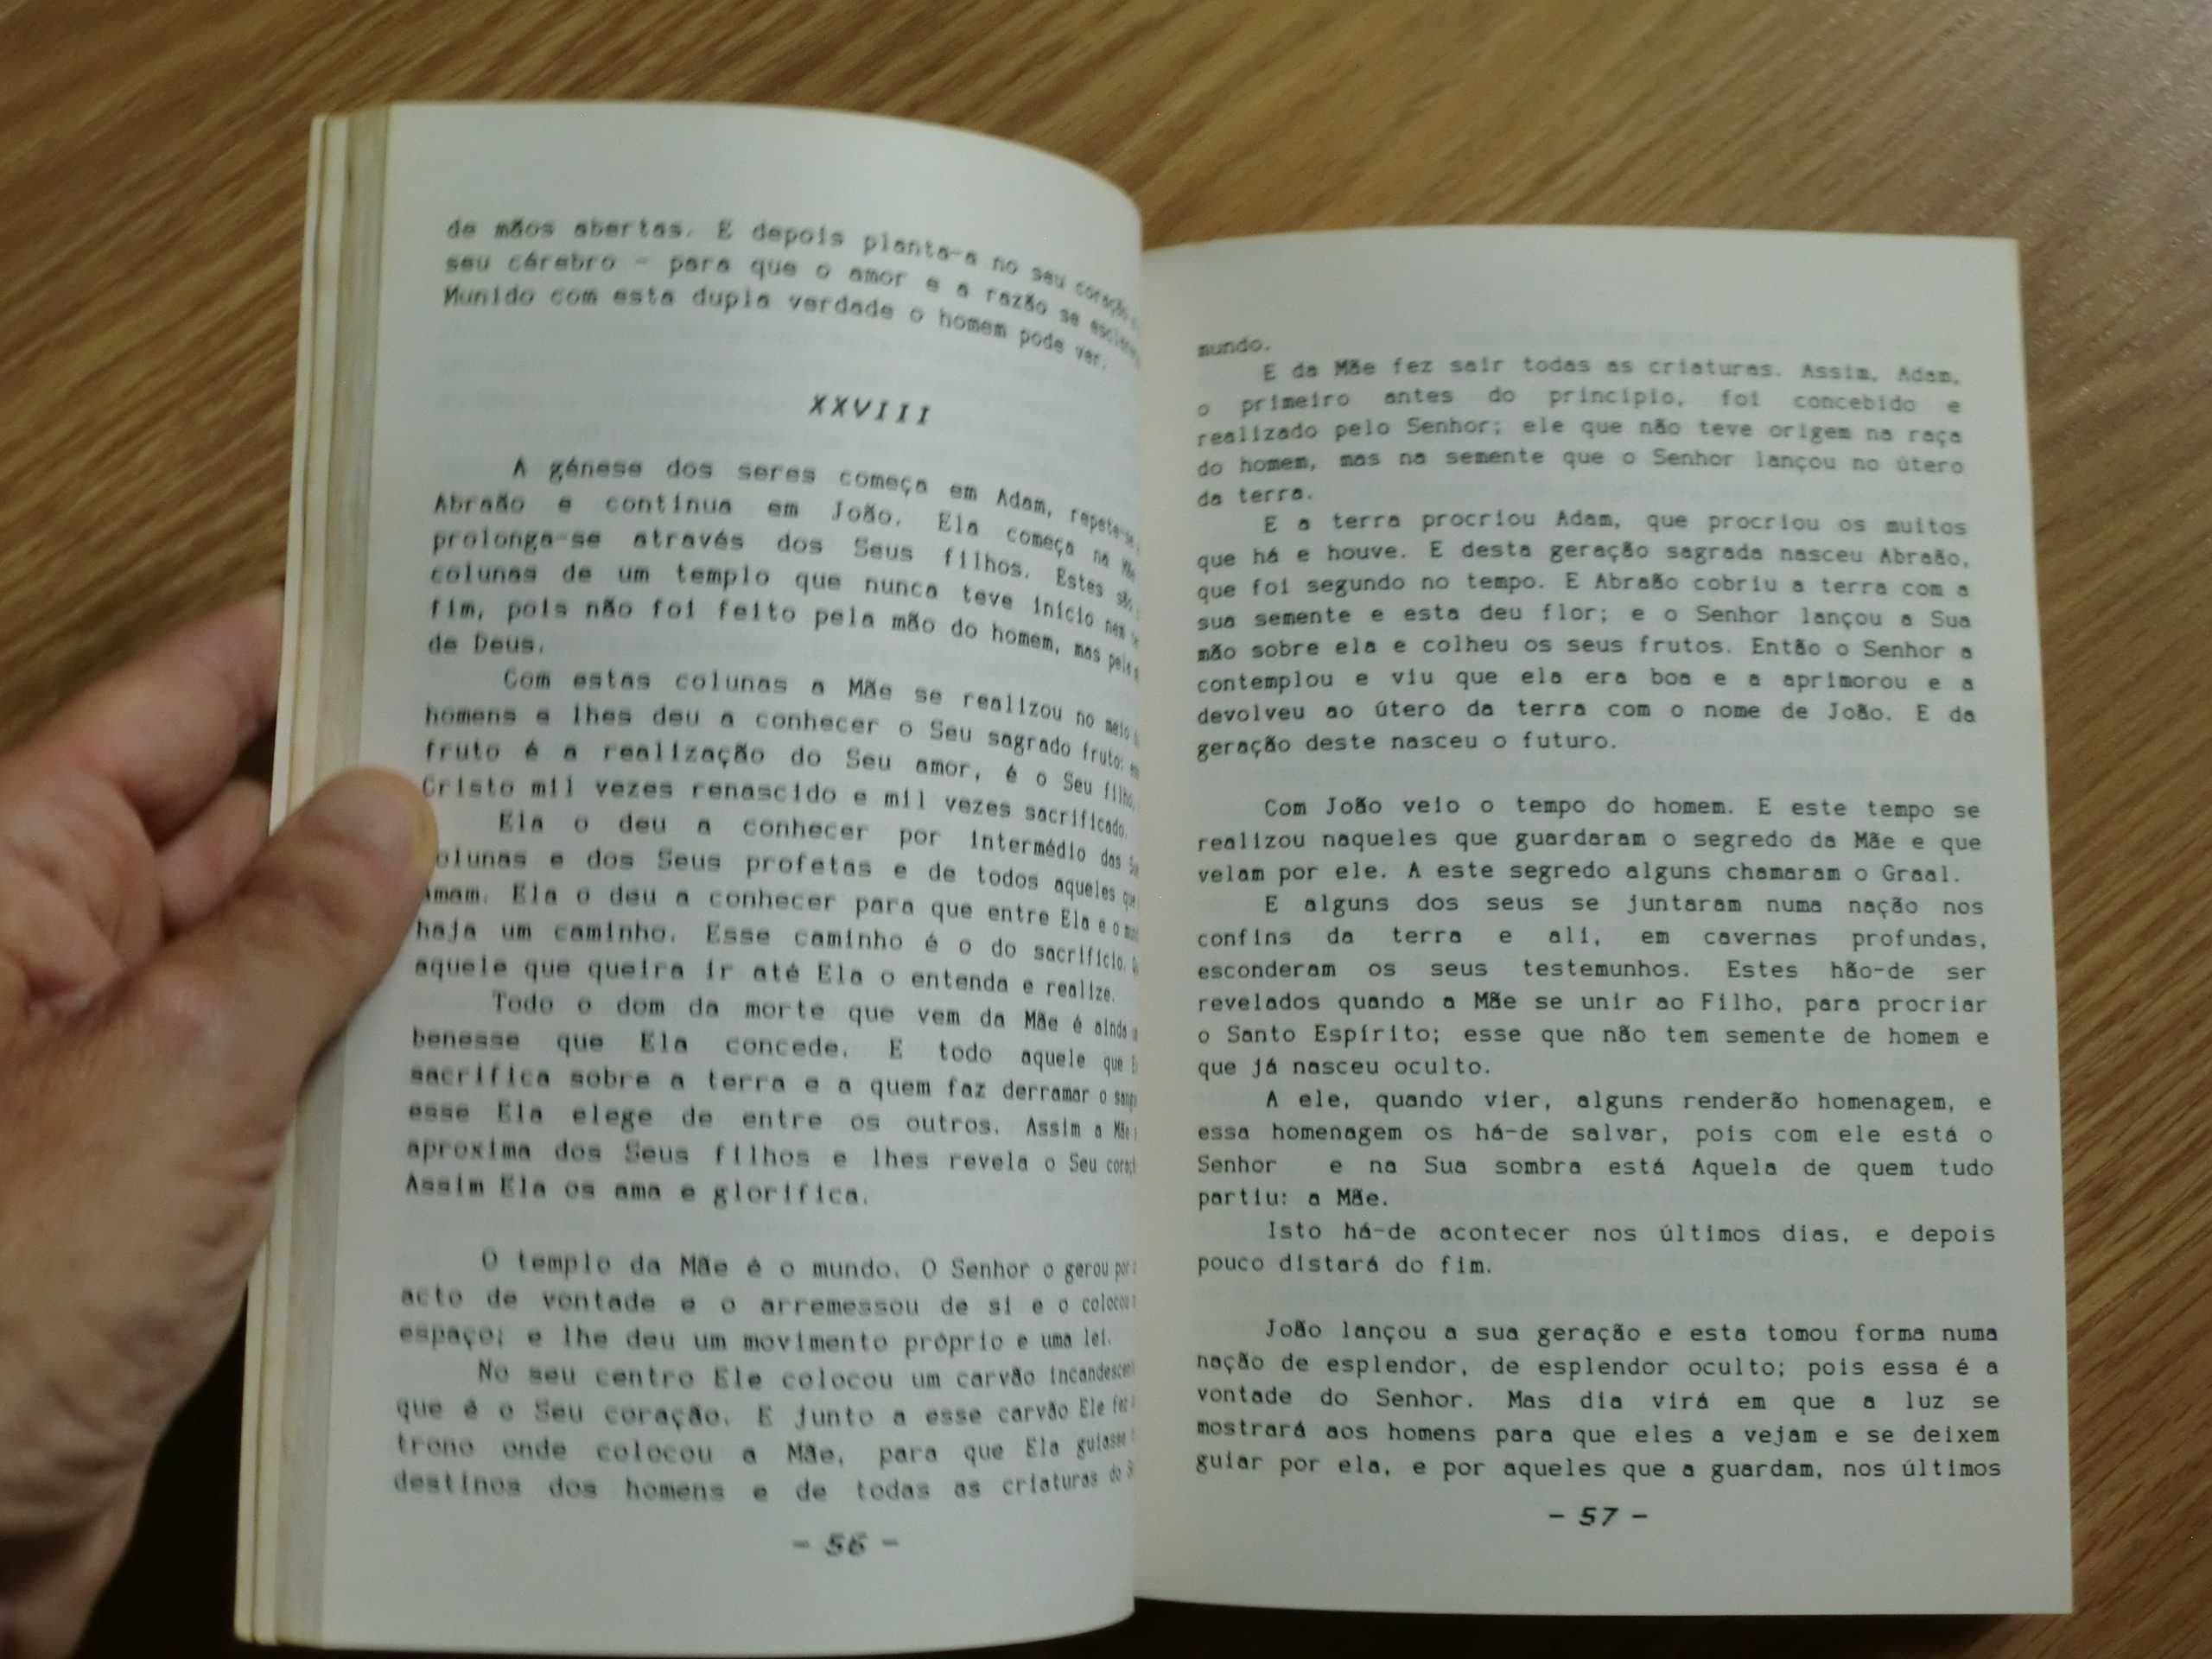 de mãos abertas. E depois planta-a no seu coração
seu cérebro - para que o amor e a razão se
Munido com esta dupla verdade o homem pode ver.
XXVIII
A génese dos seres começa em Adam, repete-se
Abraão e continua em João. Ela começa na
prolonga-se através dos Seus filhos. Estes são
colunas de um templo que nunca teve início nem
fim, pois não foi feito pela mão do homem, mas pela
de Deus.
Com estas colunas a Mãe se realizou no meio
homens e lhes deu a conhecer o Seu sagrado fruto;
fruto é a realização do Seu amor, é o Seu filho,
Cristo mil vezes renascido e mil vezes sacrificado.
Ela o deu a conhecer por intermédio das
olunas e dos Seus profetas e de todos aqueles que
amam. Ela o deu a conhecer para que entre Ela e o
haja um caminho. Esse caminho é o do sacrifício.
aquele que queira ir até Ela o entenda e realize.
Todo o dom da morte que vem da Mãe é ainda
benesse que Ela concede. E todo aquele que
sacrifica sobre a terra e a quem faz derramar o
esse Ela elege de entre os outros. Assim a Mãe
aproxima dos Seus filhos e lhes revela o Seu
Assim Ela os ama e glorifica.
O templo da Mãe é o mundo. O Senhor o gerou por
acto de vontade e o arremessou de si e o colocou
espaço; e lhe deu um movimento próprio e uma lei.
No seu centro Ele colocou um carvão
que é o Seu coração. E junto a esse carvão Ele fez
trono onde colocou a Mãe, para que Ela guiasse
destinos dos homens e de todas as criaturas do
- 56 -
mundo.
E da Mãe fez sair todas as criaturas. Assim, Adam,
o primeiro antes do princípio, foi concebido e
realizado pelo Senhor; ele que não teve origem na raça
do homem, mas na semente que o Senhor lançou no útero
da terra.
E a terra procriou Adam, que procriou os muitos
que há e houve. E desta geração sagrada nasceu Abraão,
que foi segundo no tempo. E Abraão cobriu a terra com a
sua semente e esta deu flor; e o Senhor lançou a Sua
mão sobre ela e colheu os seus frutos. Então o Senhor a
contemplou e viu que ela era boa e a aprimorou e a
devolveu ao útero da terra com o nome de João. E da
geração deste nasceu o futuro.
Com João veio o tempo do homem. E este tempo se
realizou naqueles que guardaram o segredo da Mãe e que
velam por ele. A este segredo alguns chamaram o Graal.
E alguns dos seus se juntaram numa nação nos
confins da terra e ali, em cavernas profundas,
esconderam os seus testemunhos. Estes hão-de ser
revelados quando a Mãe se unir ao Filho, para procriar
o Santo Espírito; esse que não tem semente de homem e
que já nasceu oculto.
A ele, quando vier, alguns renderão homenagem, e
essa homenagem os há-de salvar, pois com ele está o
Senhor e na Sua sombra está Aquela de quem tudo
partiu: a Mãe.
Isto há-de acontecer nos últimos dias, e depois
pouco distará do fim.
João lançou a sua geração e esta tomou forma numa
nação de esplendor, de esplendor oculto; pois essa é a
vontade do Senhor. Mas dia virá em que a luz se
mostrará aos homens para que eles a vejam e se deixem
guiar por ela, e por aqueles que a guardam, nos últimos
- 57 -